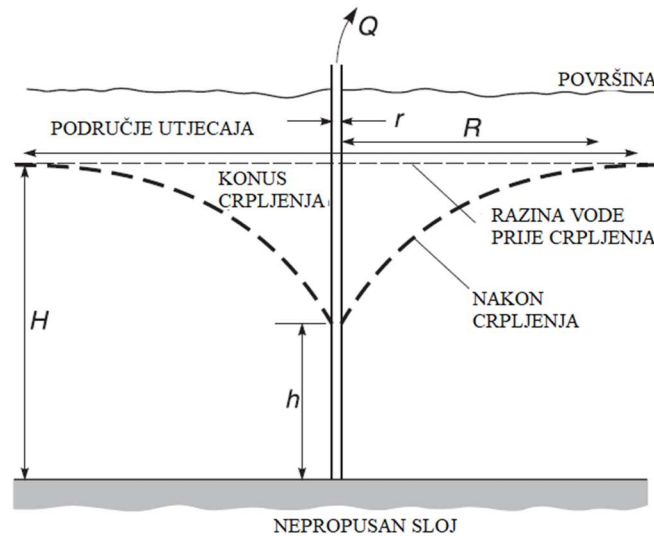 Q
POVRŠINA
r
PODRUČJE UTJECAJA
R
KONUS
CRPLJENJA
RAZINA VODE
PRIJE CRPLJENJA
NAKON
CRPLJENJA
H
h
NEPROPUSAN SLOJ